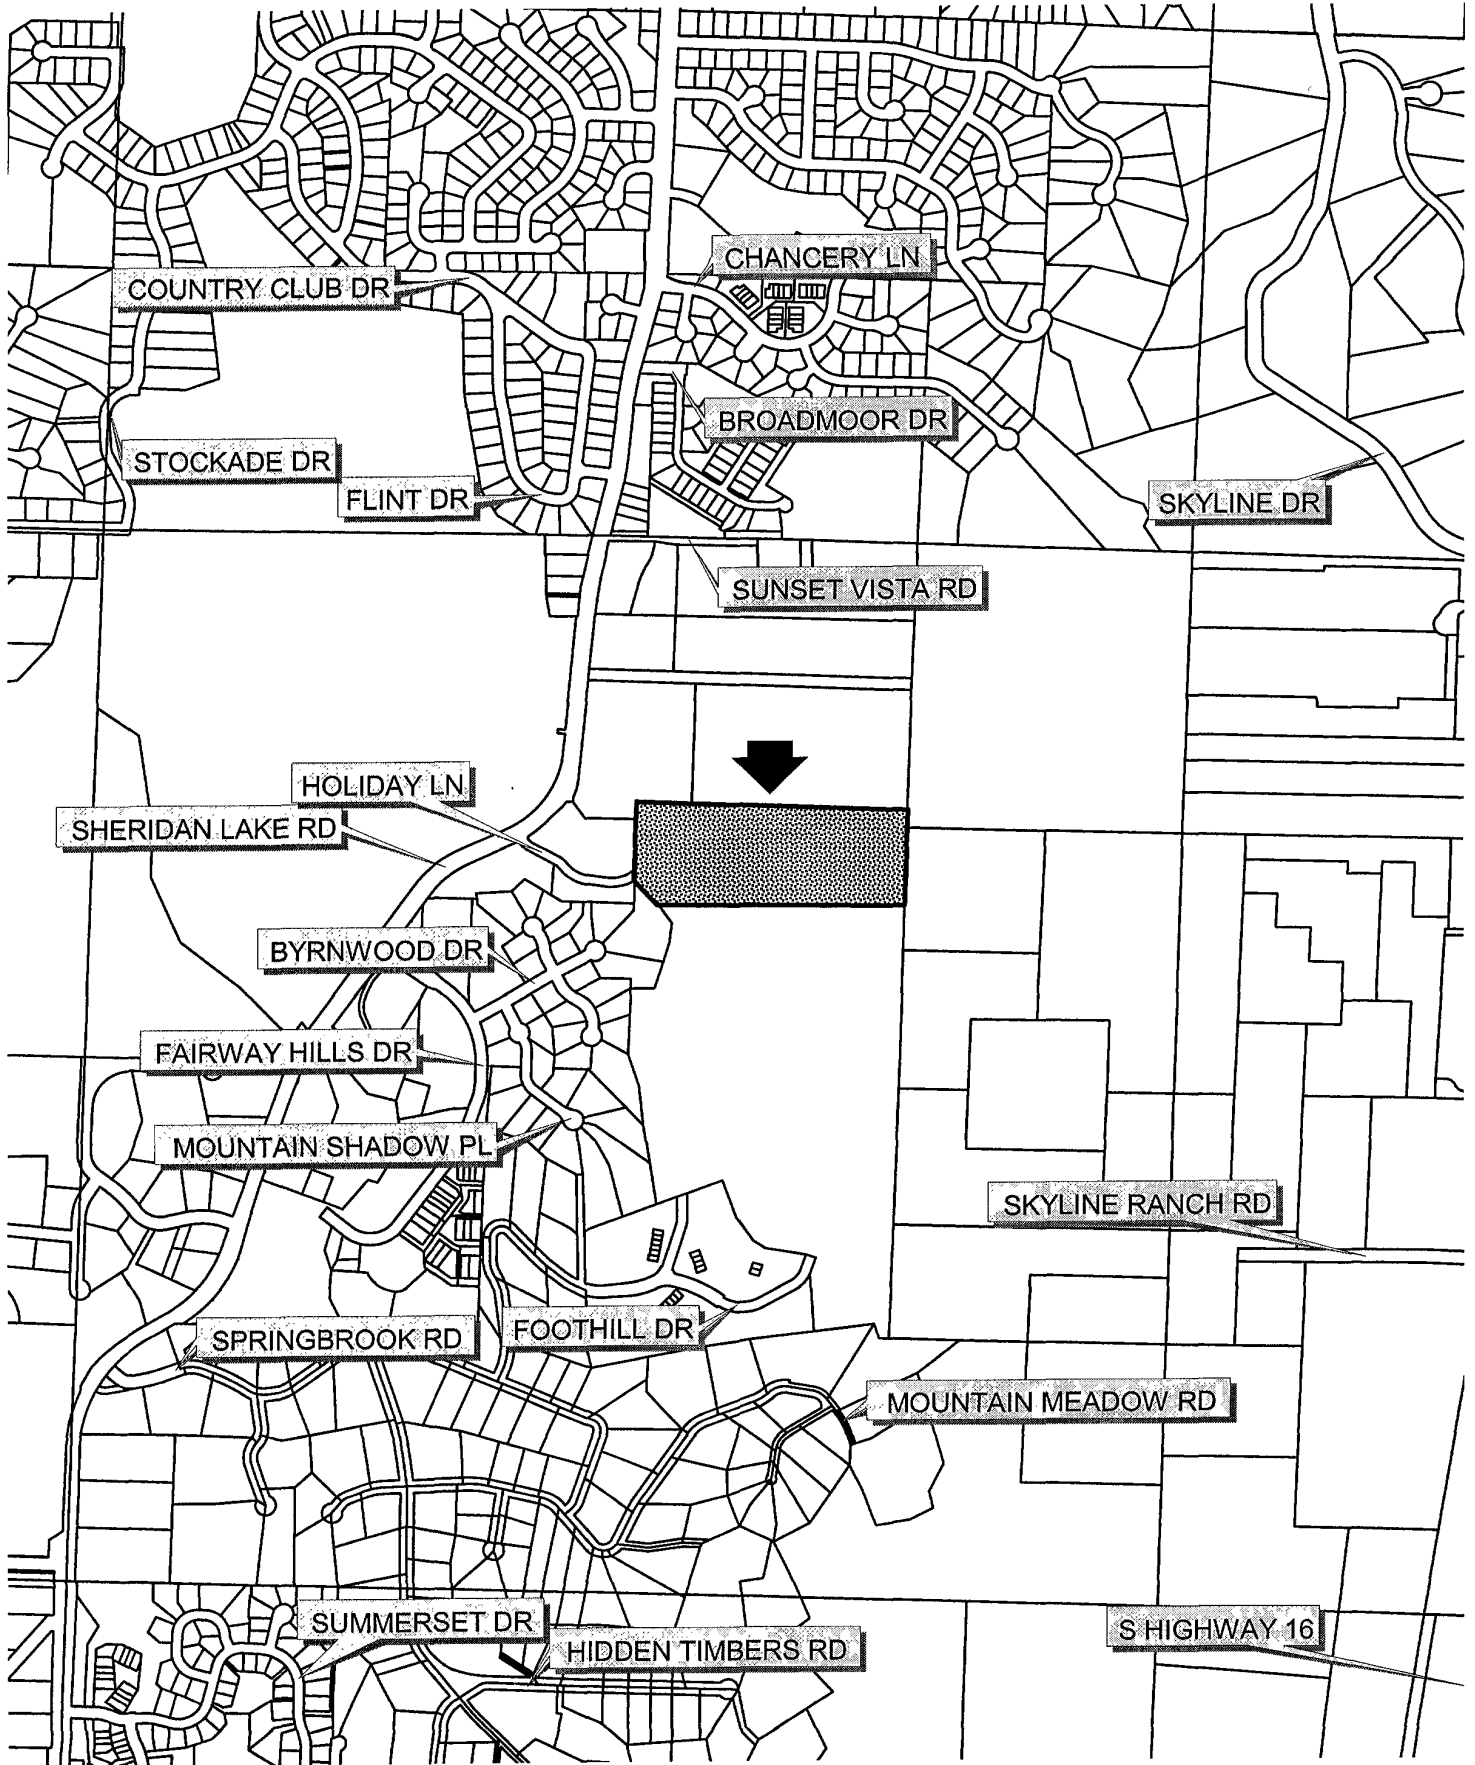 CHANCERY LN
COUNTRY CLUB DR
BROADMOOR DR
STOCKADE DR
FLINT DR
SKYLINE DR
SUNSET VISTA RD
HOLIDAY LN
SHERIDAN LAKE RD
BYRNWOOD DR
FAIRWAY HILLS DR
MOUNTAIN SHADOW PL
SKYLINE RANCH RD
SPRINGBROOK RD
FOOTHILL DR
MOUNTAIN MEADOW RD
SUMMERSET DR
S HIGHWAY 16
HIDDEN TIMBERS RD